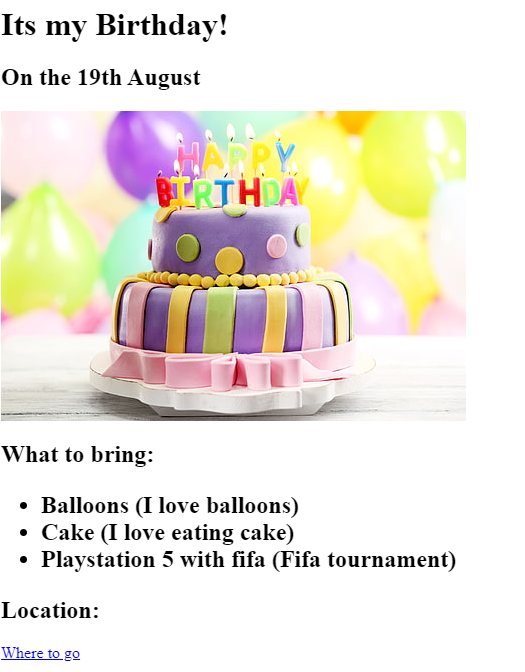 Its my Birthday!
On the 19th August
HAPPY
BIRTHDAY
What to bring:
Balloons (I love balloons)
Cake (I love eating cake)
Playstation 5 with fifa (Fifa tournament)
Location:
Where to go